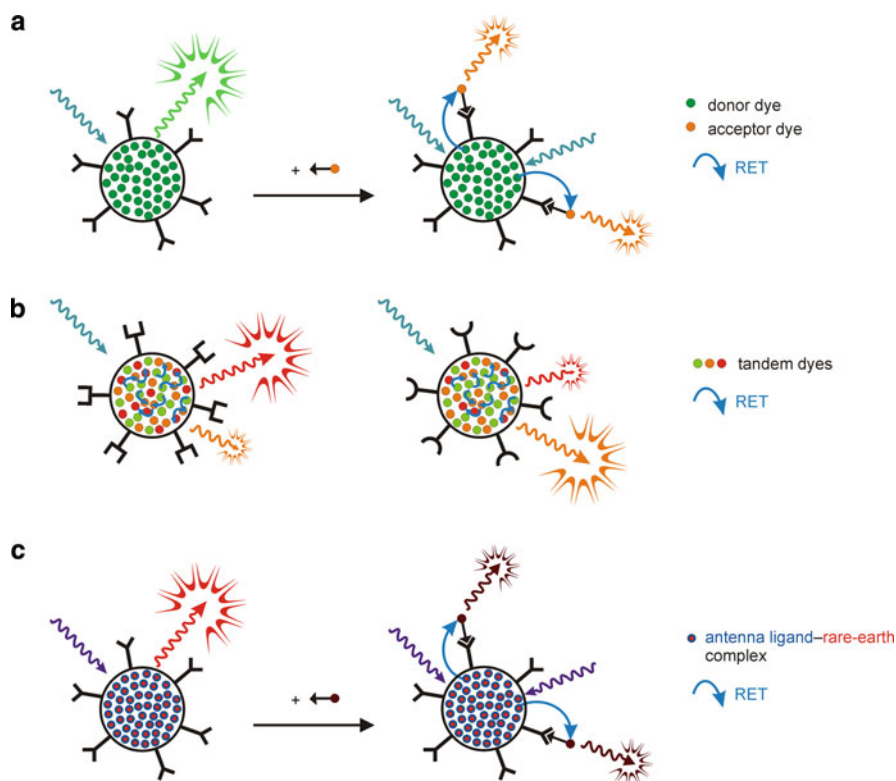 a
donor dye
acceptor dye
+
RET
b
tandem dyes
RET
c
antenna ligand–rare-earth
complex
+
RET